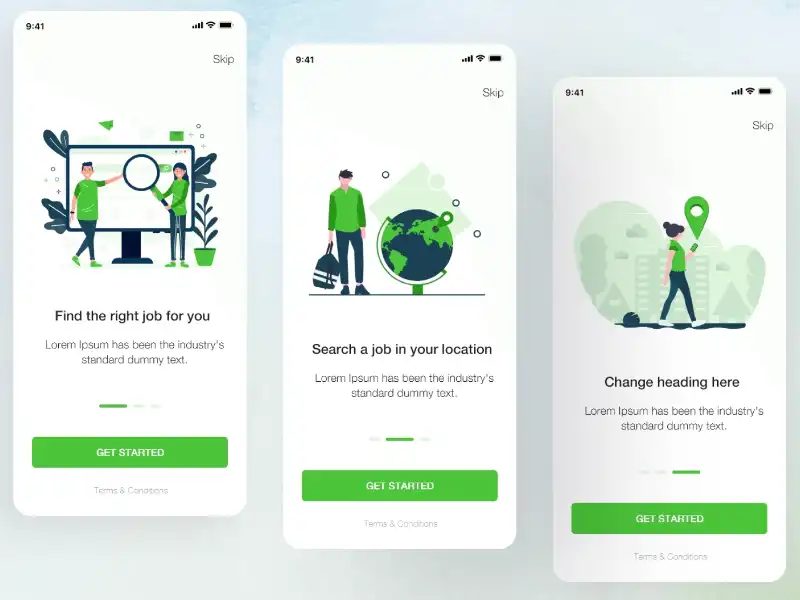 9:41
Skip
Find the right job for you
Lorem Ipsum has been the industry's
standard dummy text.
GET STARTED
Terms & Conditions
9:41
Skip
Search a job in your location
Lorem Ipsum has been the industry's
standard dummy text.
GET STARTED
Terms & Conditions
9:41
Skip
Change heading here
Lorem Ipsum has been the industry's
standard dummy text.
GET STARTED
Terms & Conditions